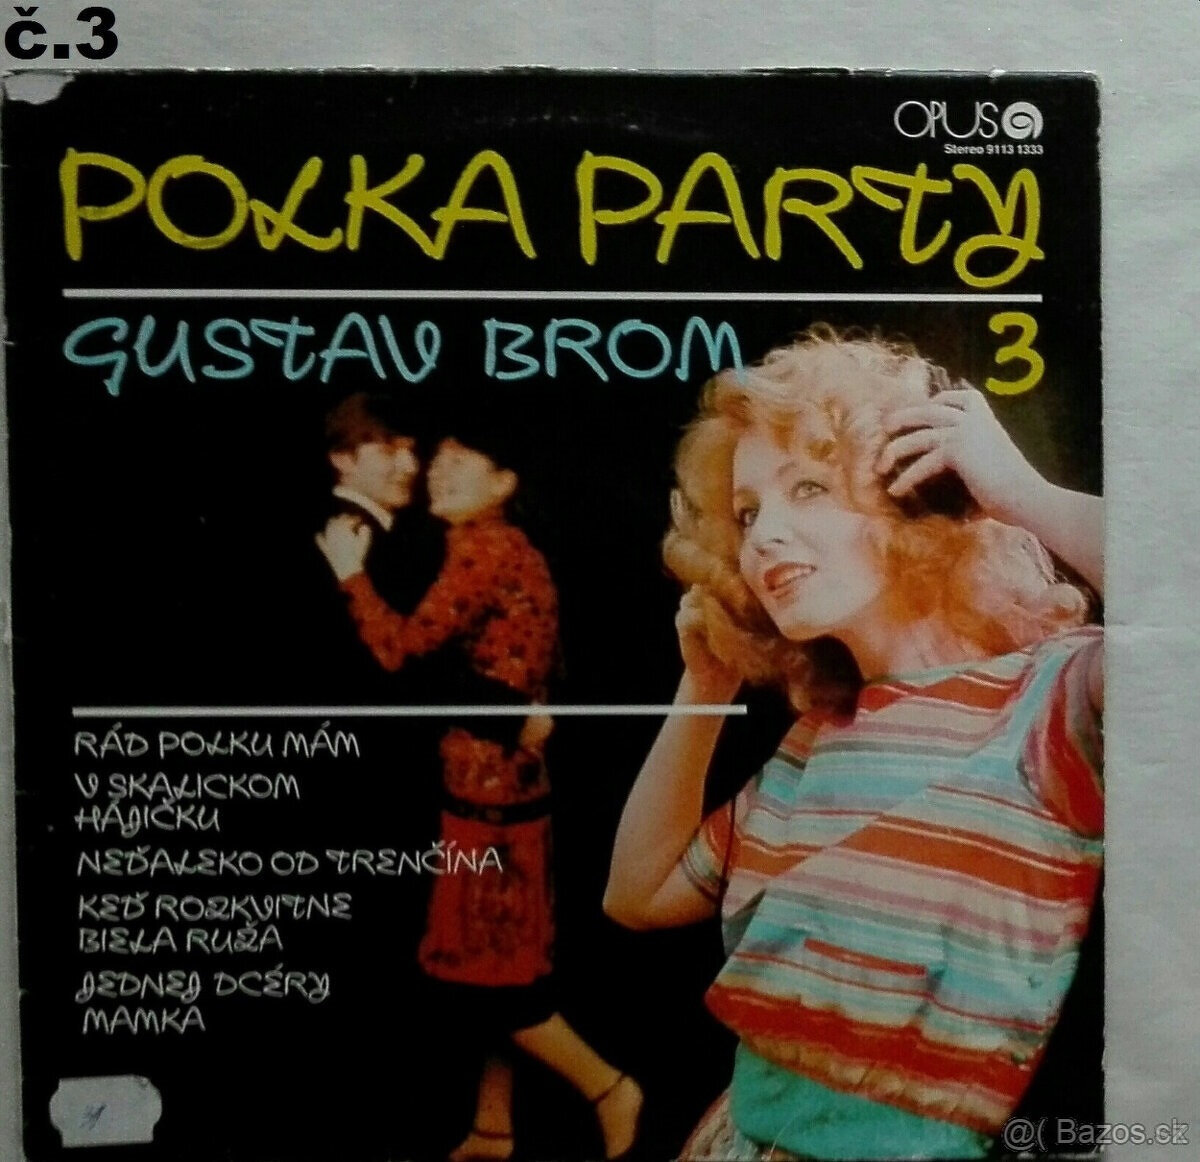 č.3
OPUS
Stereo 9113 1333
POLKA PARTY
GUSTAV BROM 3
RÁD POLKU MÁM
V SKALICKOM
HÁJIČKU
NEĎALEKO OD TRENČÍNA
KEĎ ROZKVITNE
BIELA RUŽA
JEDNEJ DCÉRY
MAMKA
@( Bazos.sk